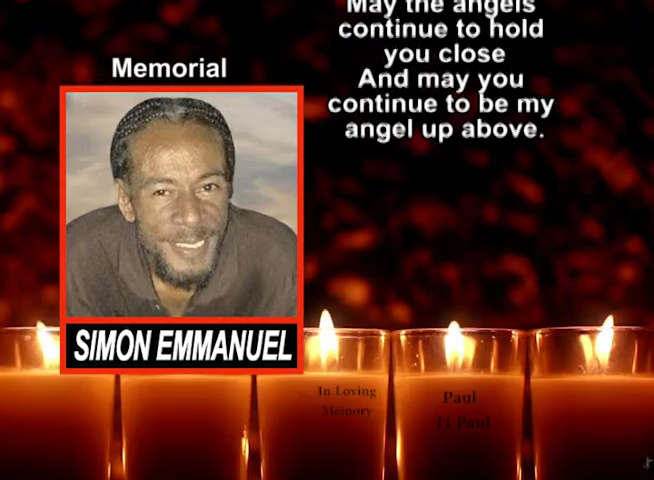 May the angels
continue to hold
you close
And may you
continue to be my
angel up above.
Memorial
SIMON EMMANUEL
In Loving
Memory
Paul
Ti Paul